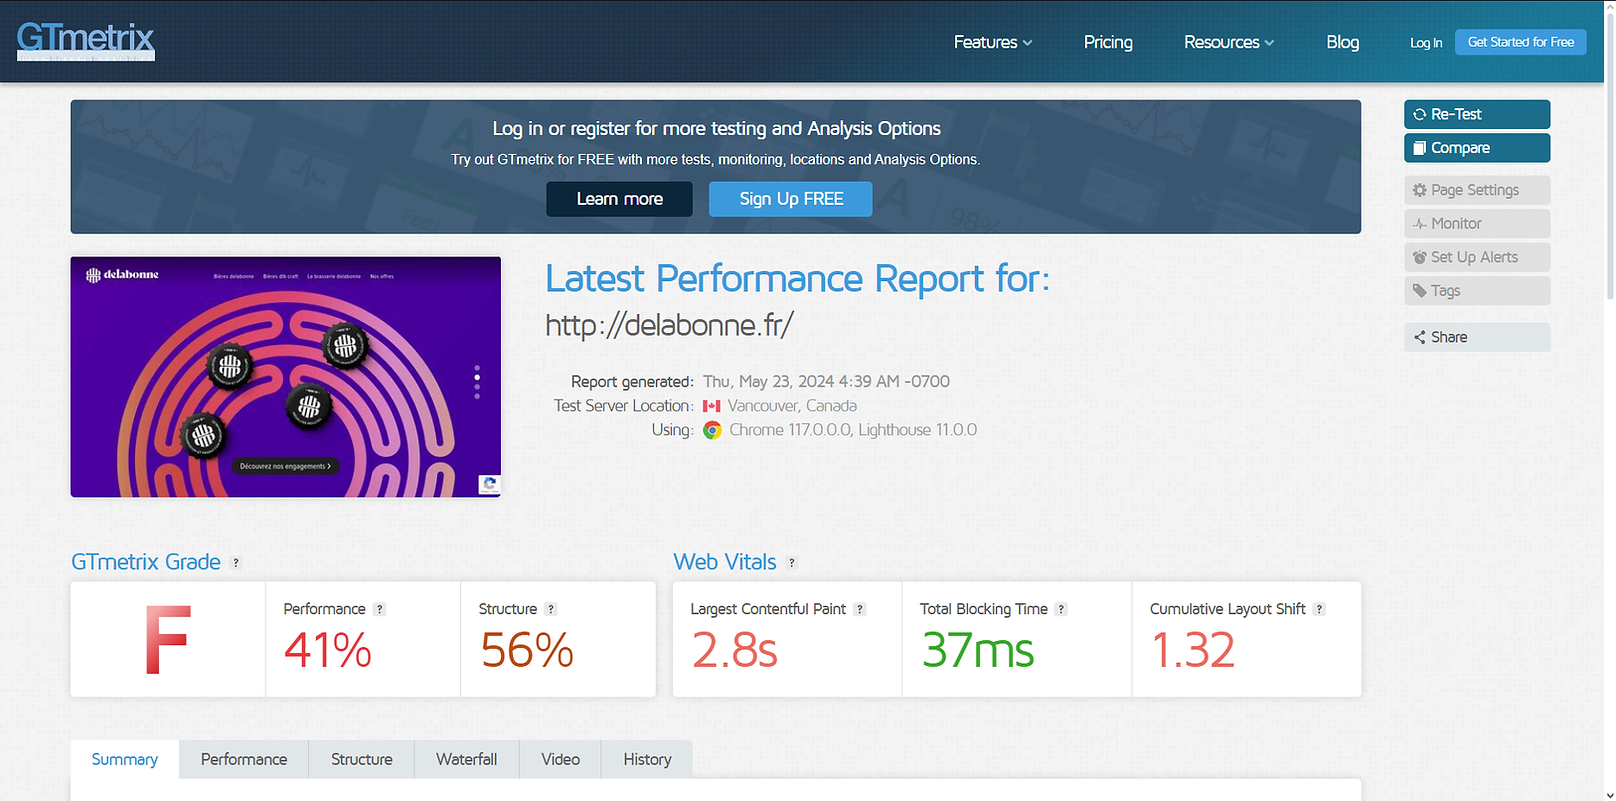 GTmetrix
Features
Pricing
Resources
Blog
Log In
Get Started for Free
Log in or register for more testing and Analysis Options
Try out GTmetrix for FREE with more tests, monitoring, locations and Analysis Options.
Learn more
Sign Up FREE
Re-Test
Compare
Page Settings
Monitor
Set Up Alerts
Tags
Share
delabonne
Bières delabonne
Bières dlb craft
La brasserie delabonne
Nos offres
Découvrez nos engagements
Latest Performance Report for:
http://delabonne.fr/
Report generated: Thu, May 23, 2024 4:39 AM -0700
Test Server Location: Vancouver, Canada
Using: Chrome 117.0.0.0, Lighthouse 11.0.0
GTmetrix Grade ?
F
Performance ?
41%
Structure ?
56%
Web Vitals ?
Largest Contentful Paint ?
2.8s
Total Blocking Time ?
37ms
Cumulative Layout Shift ?
1.32
Summary
Performance
Structure
Waterfall
Video
History